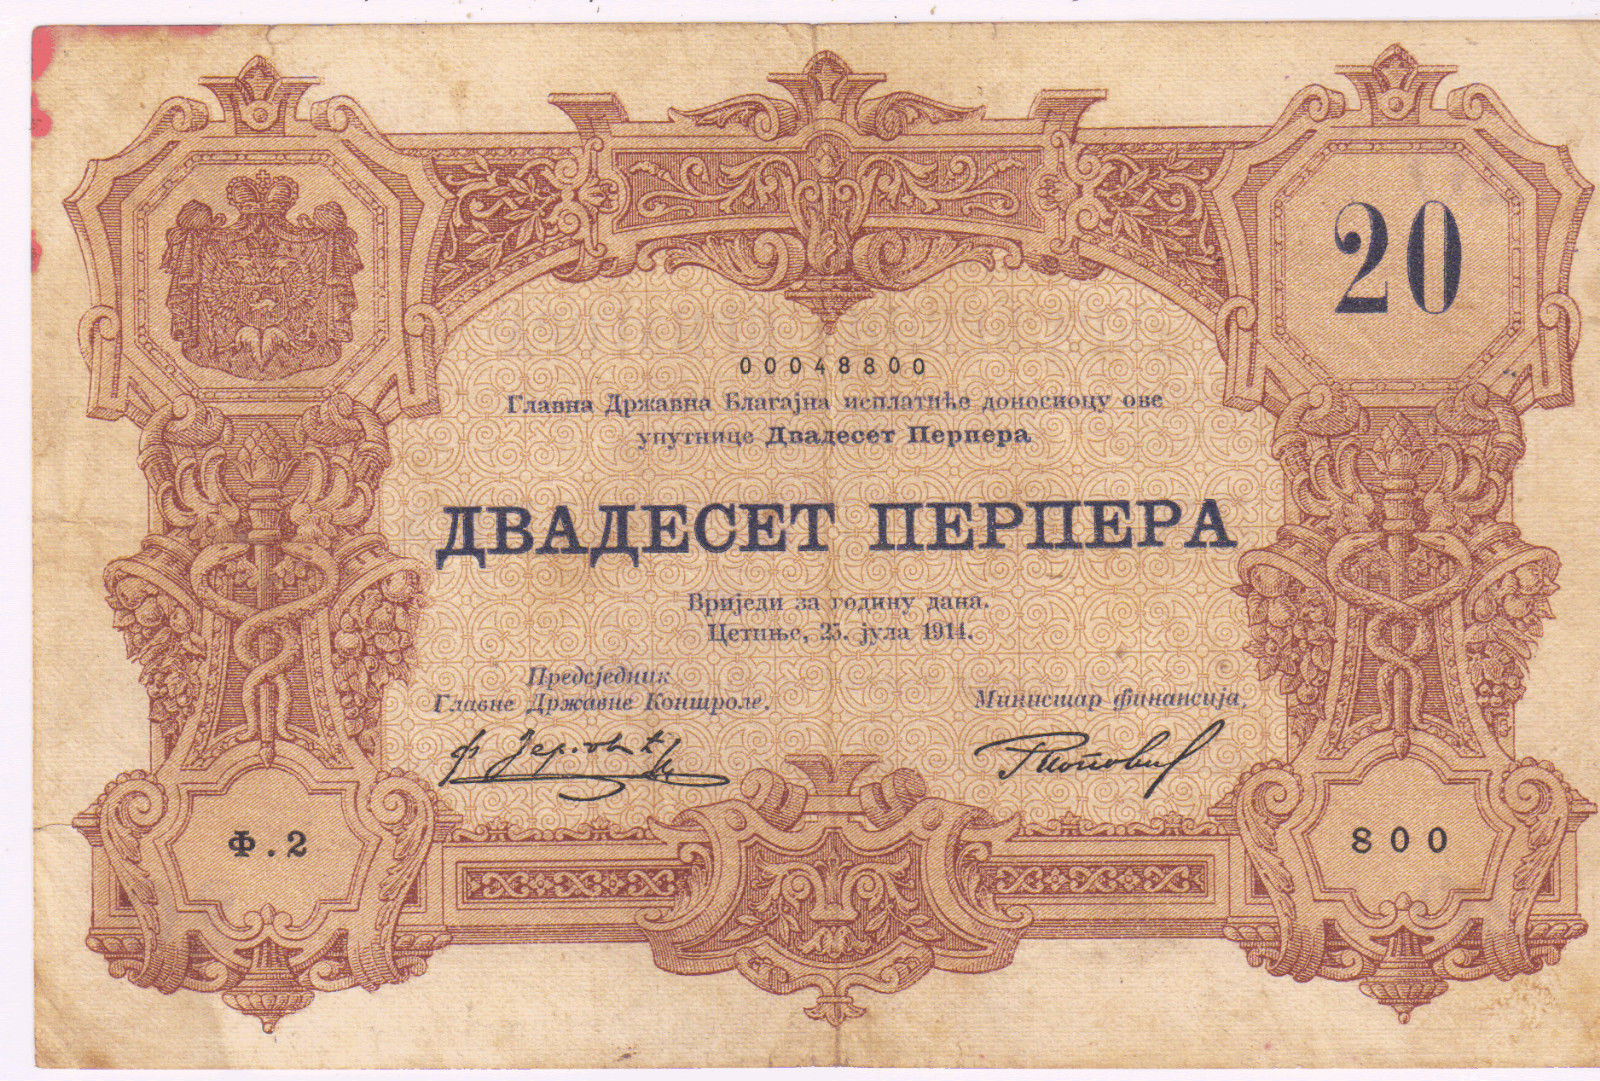 20
00048800
Главна Државна Благајна исплатиће доносиоцу ове
упутнице Двадесет Перпера
ДВАДЕСЕТ ПЕРПЕРА
Вриједи за годину дана.
Цетиње, 25. јула 1914.
Предсједник
Главне Државне Контроле,
Министар финансија,
Ф.2
800